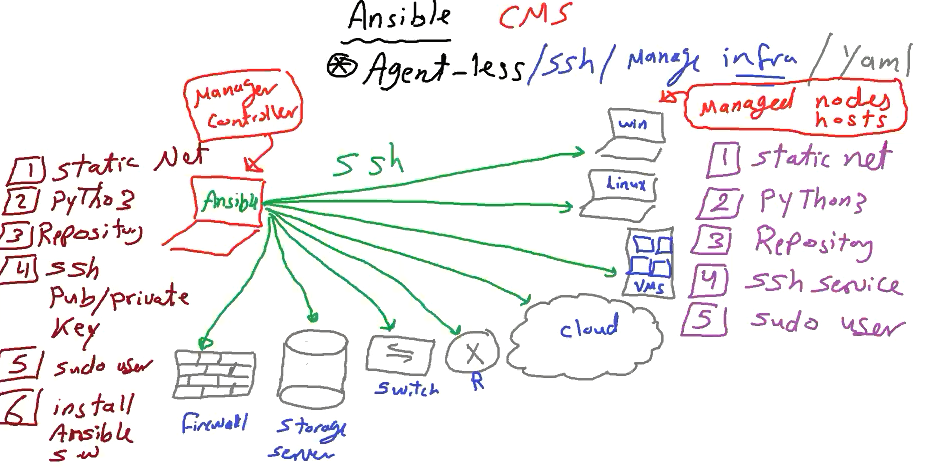 Ansible CMS
* Agent-less/ssh/ Manage infra /Yaml
Manager
controller
Managed nodes
hosts
ssh
Ansible
win
Linux
VMS
cloud
Firewall
storage
server
switch
R
1 static Net
2 PyTho3
3 Repository
4 ssh
Pub/private
Key
5 sudo user
6 install
Ansible
s w
1 static net
2 PyThon3
3 Repository
4 ssh service
5 sudo user